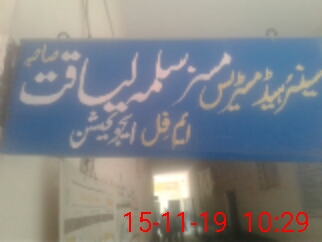 سینئر ہیڈ مسٹریس مسز سلمہ لیاقت صاحبہ
ایم فل ایجوکیشن
15-11-19 10:29